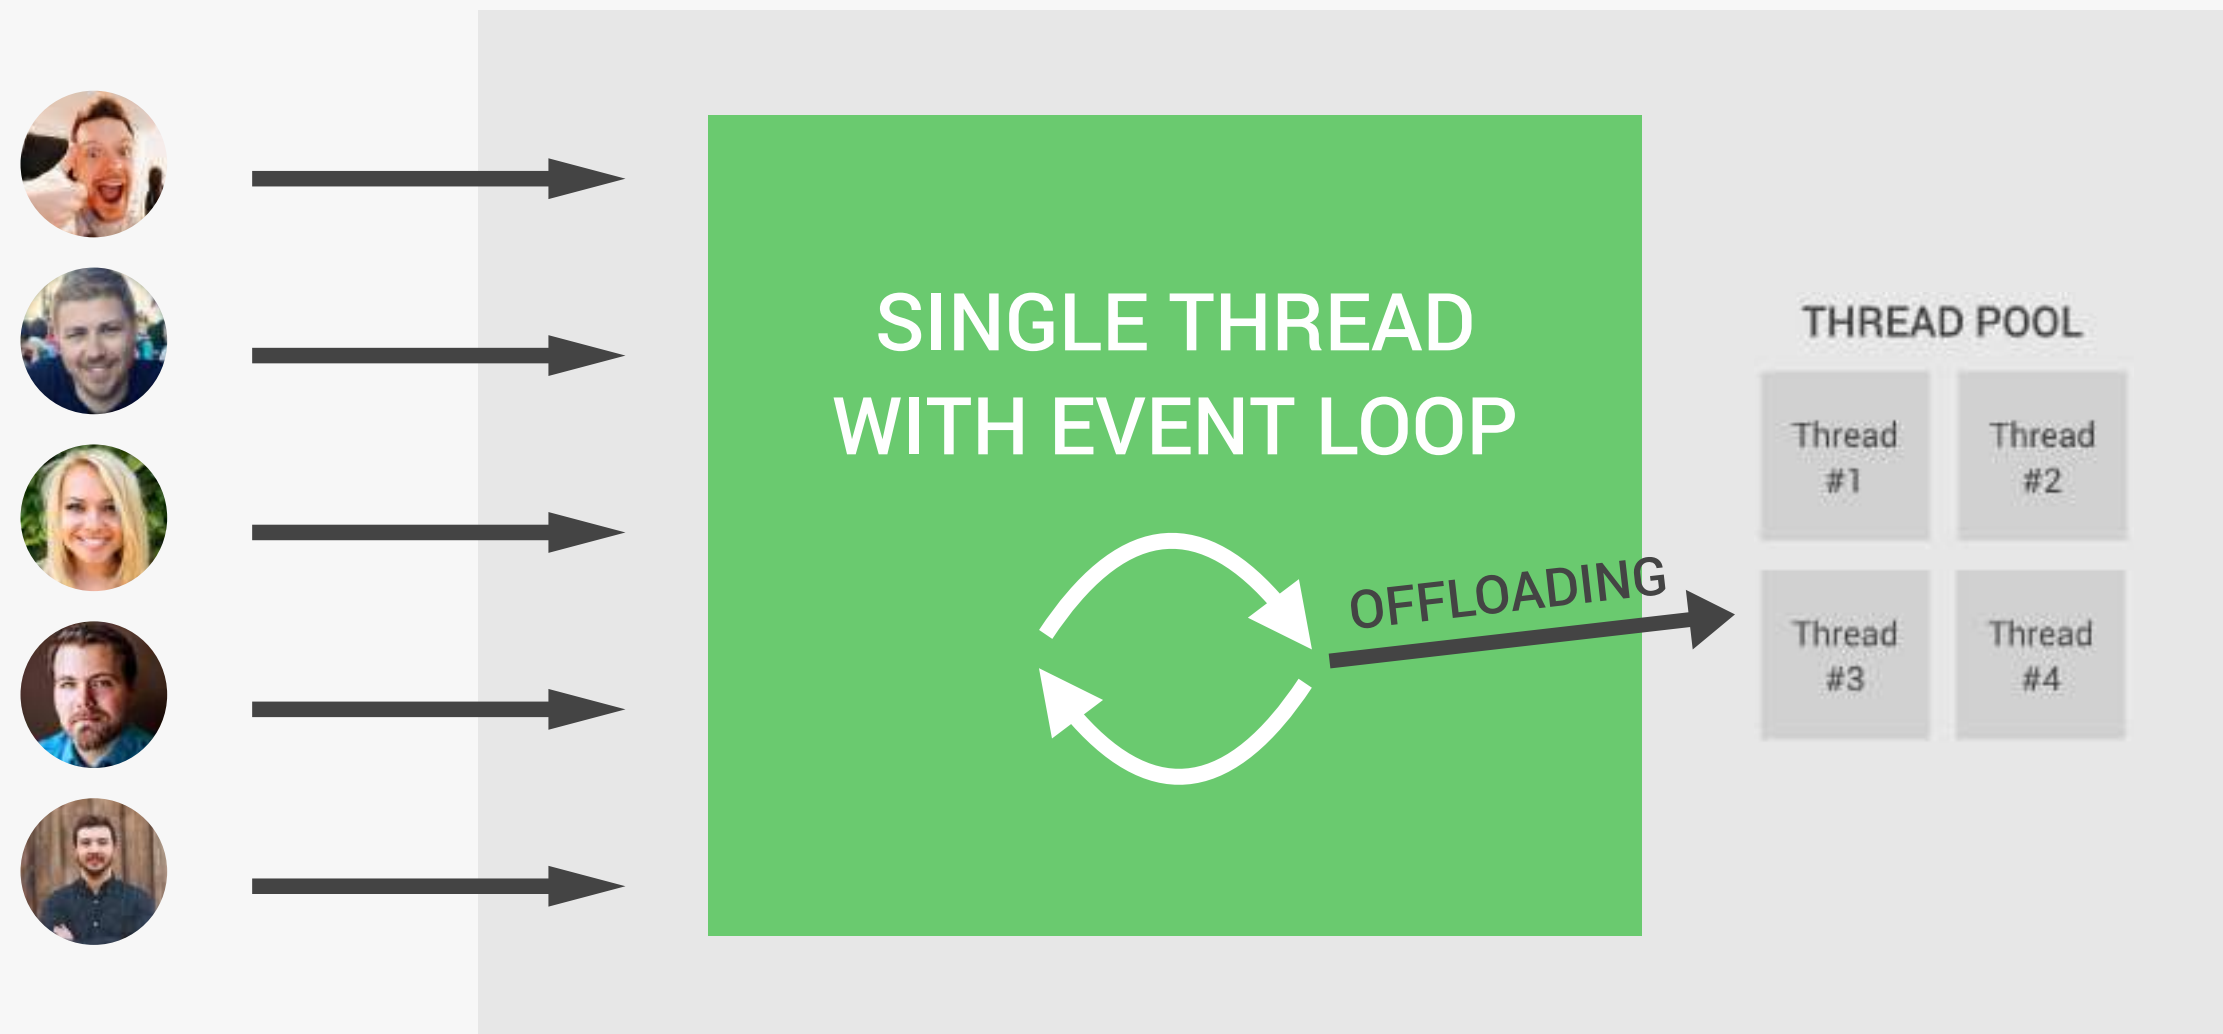 SINGLE THREAD
WITH EVENT LOOP
OFFLOADING
THREAD POOL
Thread
#1
Thread
#2
Thread
#3
Thread
#4